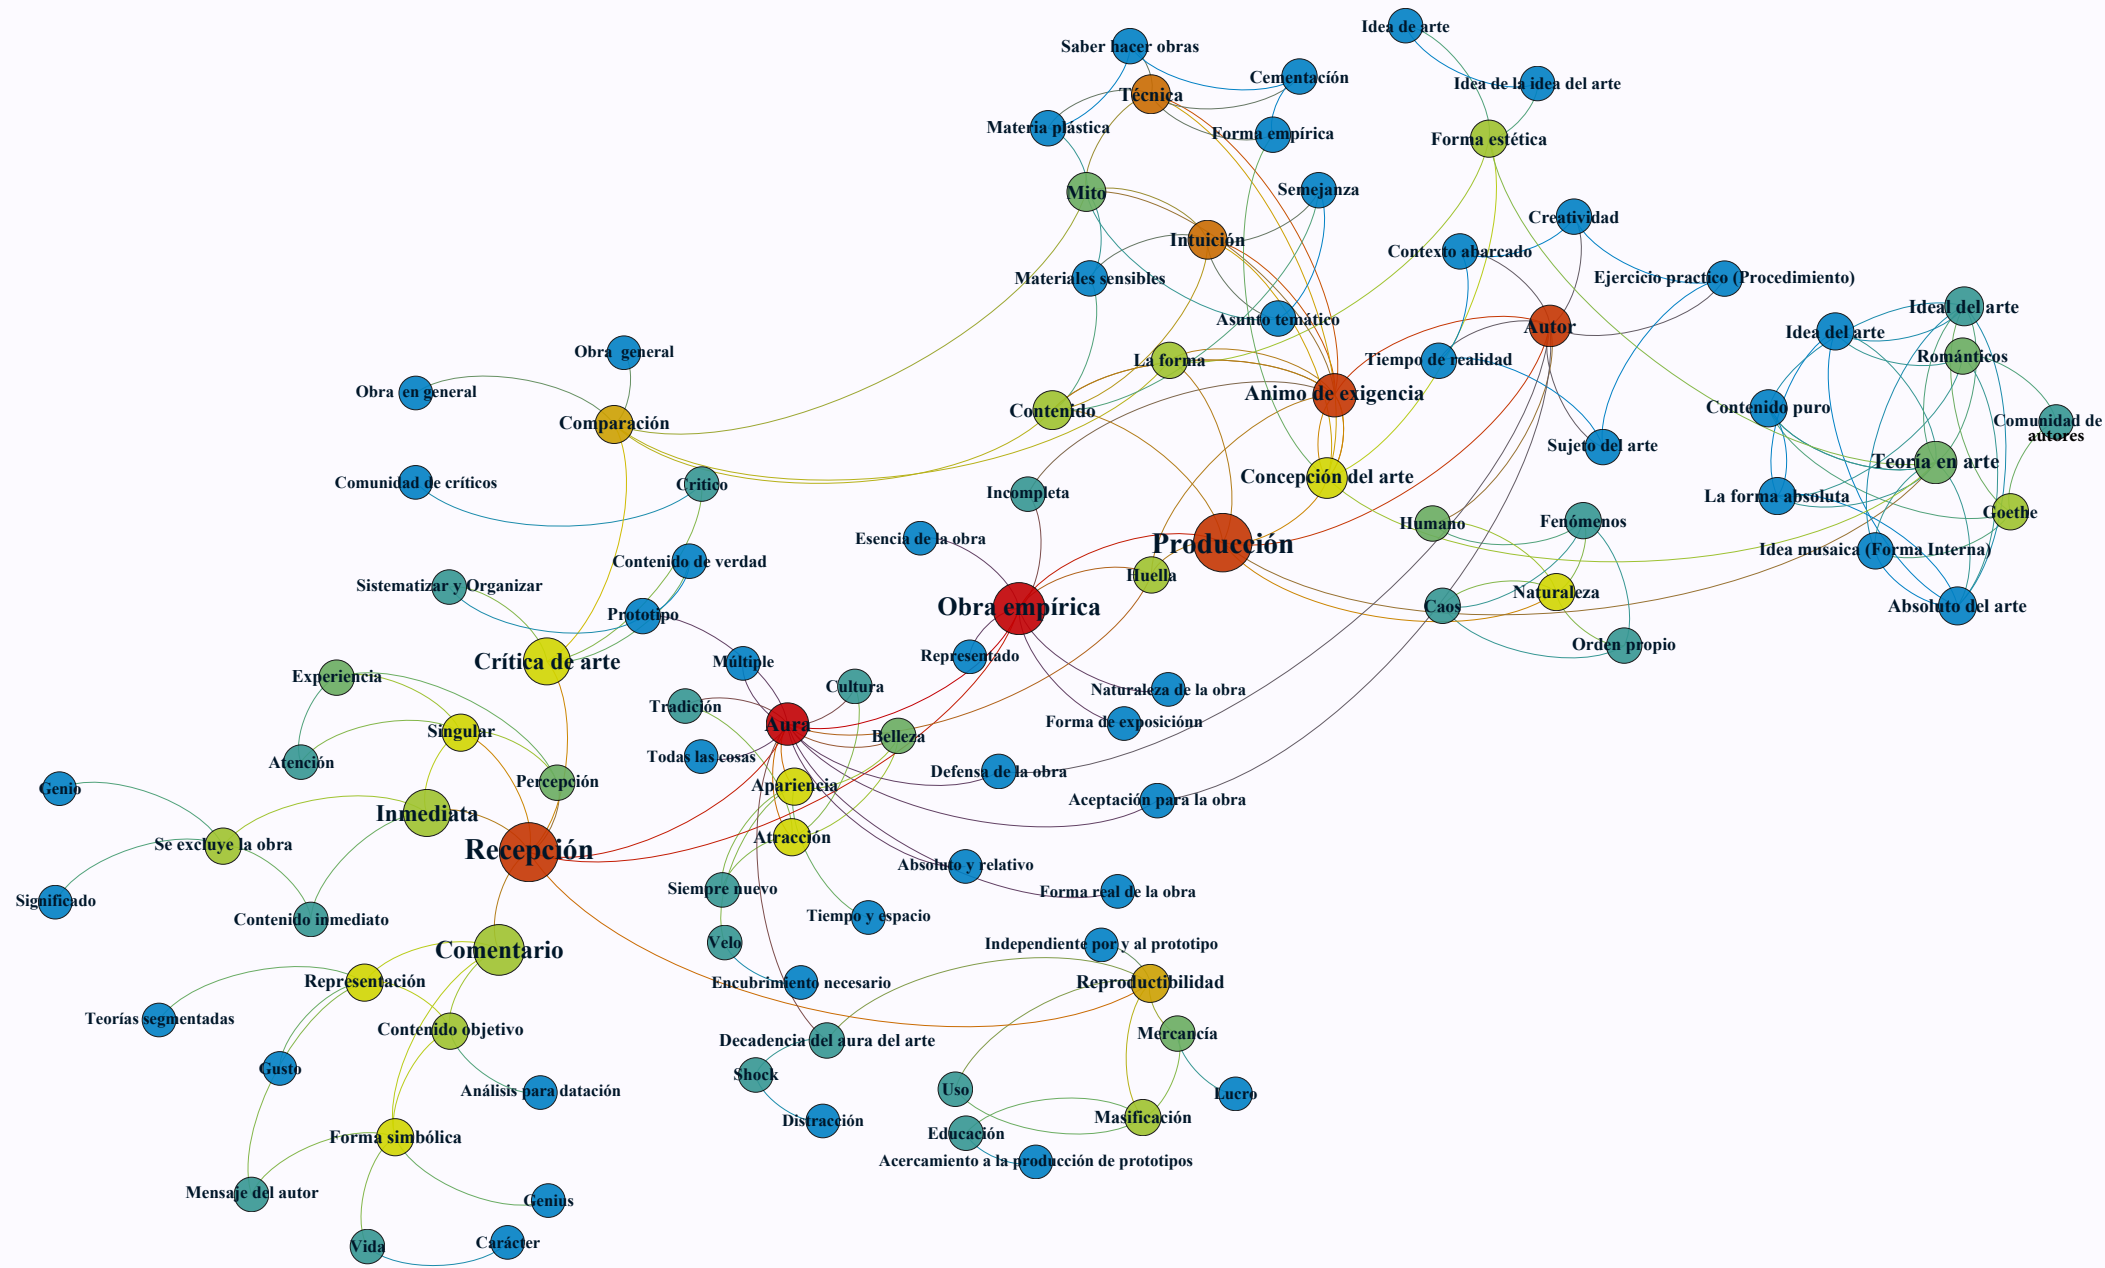 Idea de arte
Saber hacer obras
Cementacíón
Idea de la idea del arte
Técnica
Materia plástica
Forma empírica
Forma estética
Mito
Semejanza
Creatividad
Intuición
Contexto abarcado
Materiales sensibles
Ejercicio practico (Procedimiento)
Ideal del arte
Asunto temático
Autor
Idea del arte
Obra  general
La forma
Tiempo de realidad
Románticos
Obra  en general
Animo de exigencia
Contenido
Contenido puro
Comparación
Comunidad de
autores
Sujeto del arte
Teoría en arte
Comunidad de críticos
Critico
Concepción del arte
Incompleta
La forma absoluta
Goethe
Humano
Fenómenos
Esencia de la obra
Producción
Idea musaica (Forma Interna)
Contenido de verdad
Huella
Sistematizar y Organizar
Naturaleza
Obra empírica
Caos
Absoluto del arte
Prototipo
Orden propio
Crítica de arte
Múltiple
Representado
Experiencia
Cultura
Naturaleza de la obra
Tradición
Forma de exposiciónn
Aura
Singular
Belleza
Todas las cosas
Atención
Defensa de la obra
Percepción
Apariencia
Genio
Aceptación para la obra
Inmediata
Atracción
Se excluye la obra
Recepción
Absoluto y relativo
Siempre nuevo
Forma real de la obra
Significado
Contenido inmediato
Tiempo y espacio
Velo
Independiente por y al prototipo
Comentario
Representación
Encubrimiento necesario
Reproductibilidad
Teorías segmentadas
Contenido objetivo
Mercancía
Decadencia del aura del arte
Gusto
Shock
Análisis para datación
Uso
Lucro
Distracción
Masificación
Educación
Forma simbólica
Acercamiento a la producción de prototipos
Mensaje del autor
Genius
Vida
Carácter